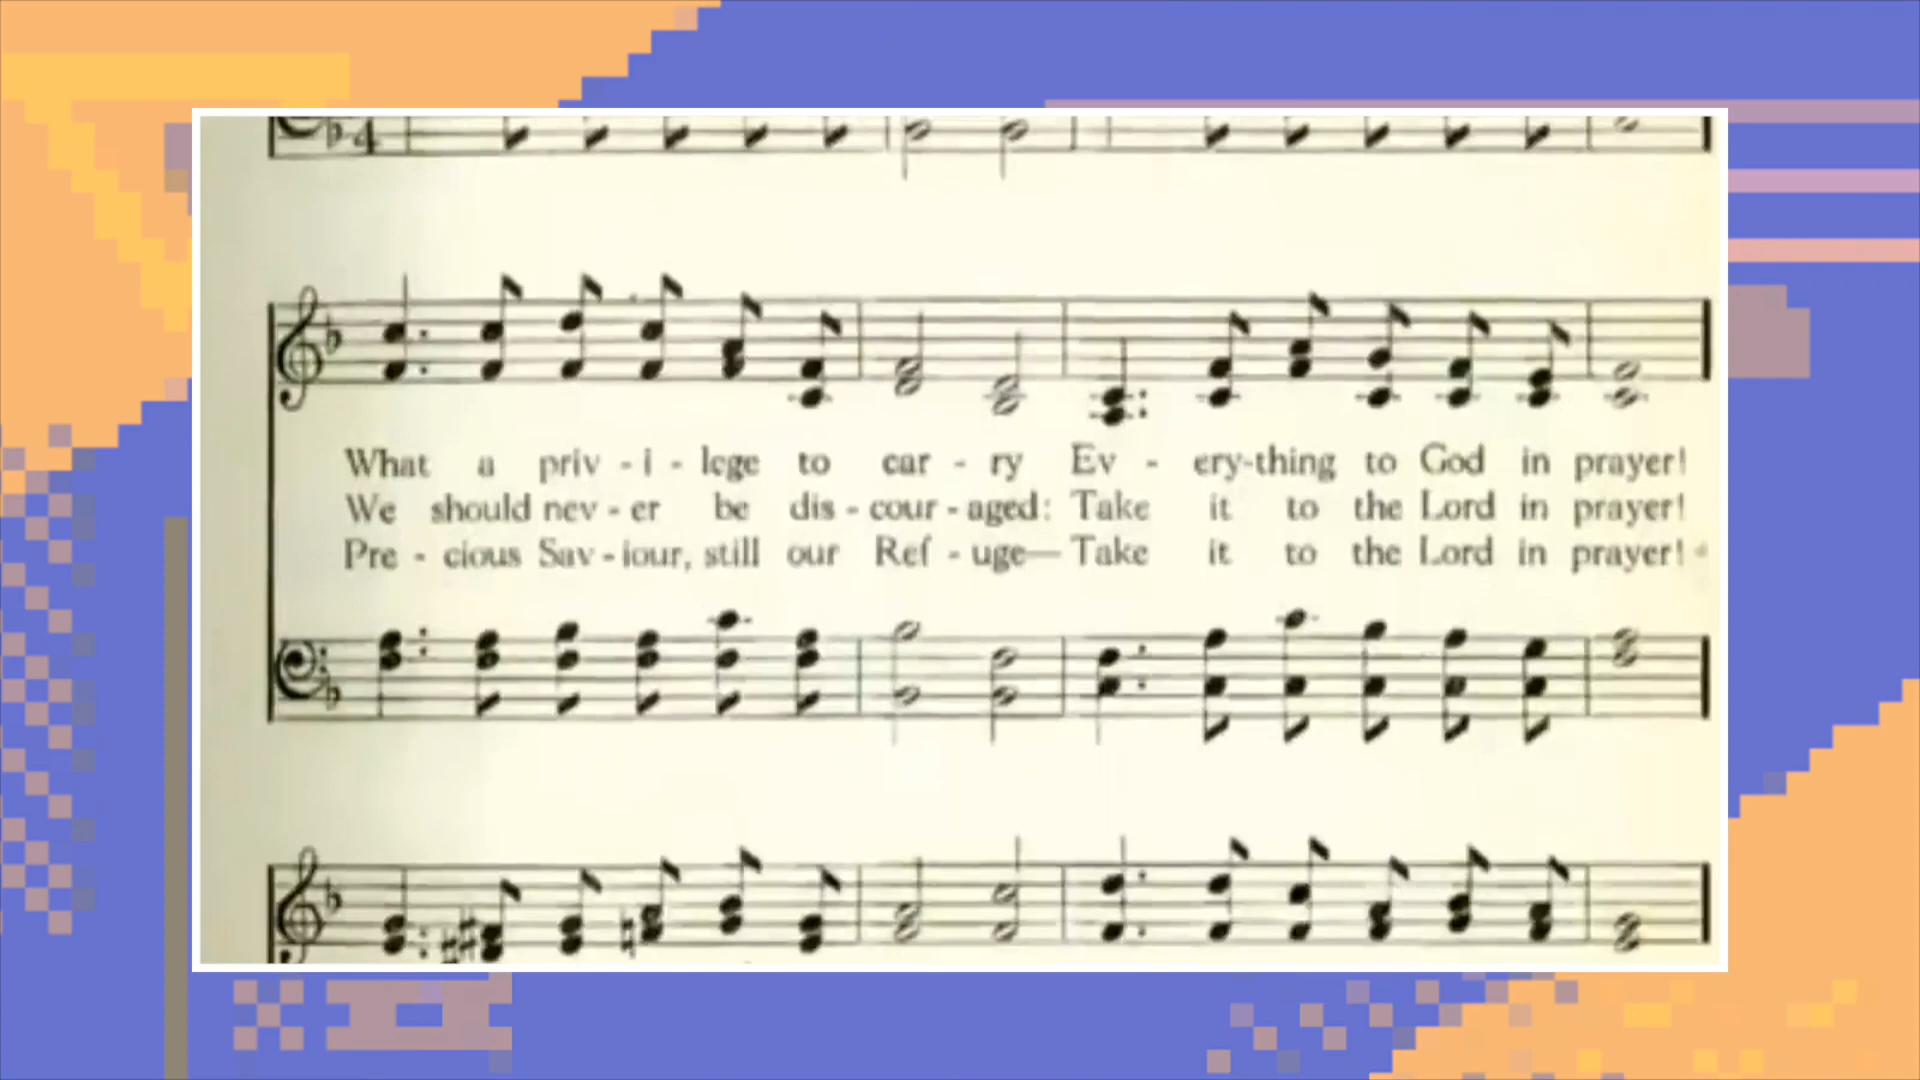 What a priv - i - lege to car - ry Ev - ery-thing to God in prayer!
We should nev - er be dis - cour - aged: Take it to the Lord in prayer!
Pre - cious Sav - iour, still our Ref - uge— Take it to the Lord in prayer!